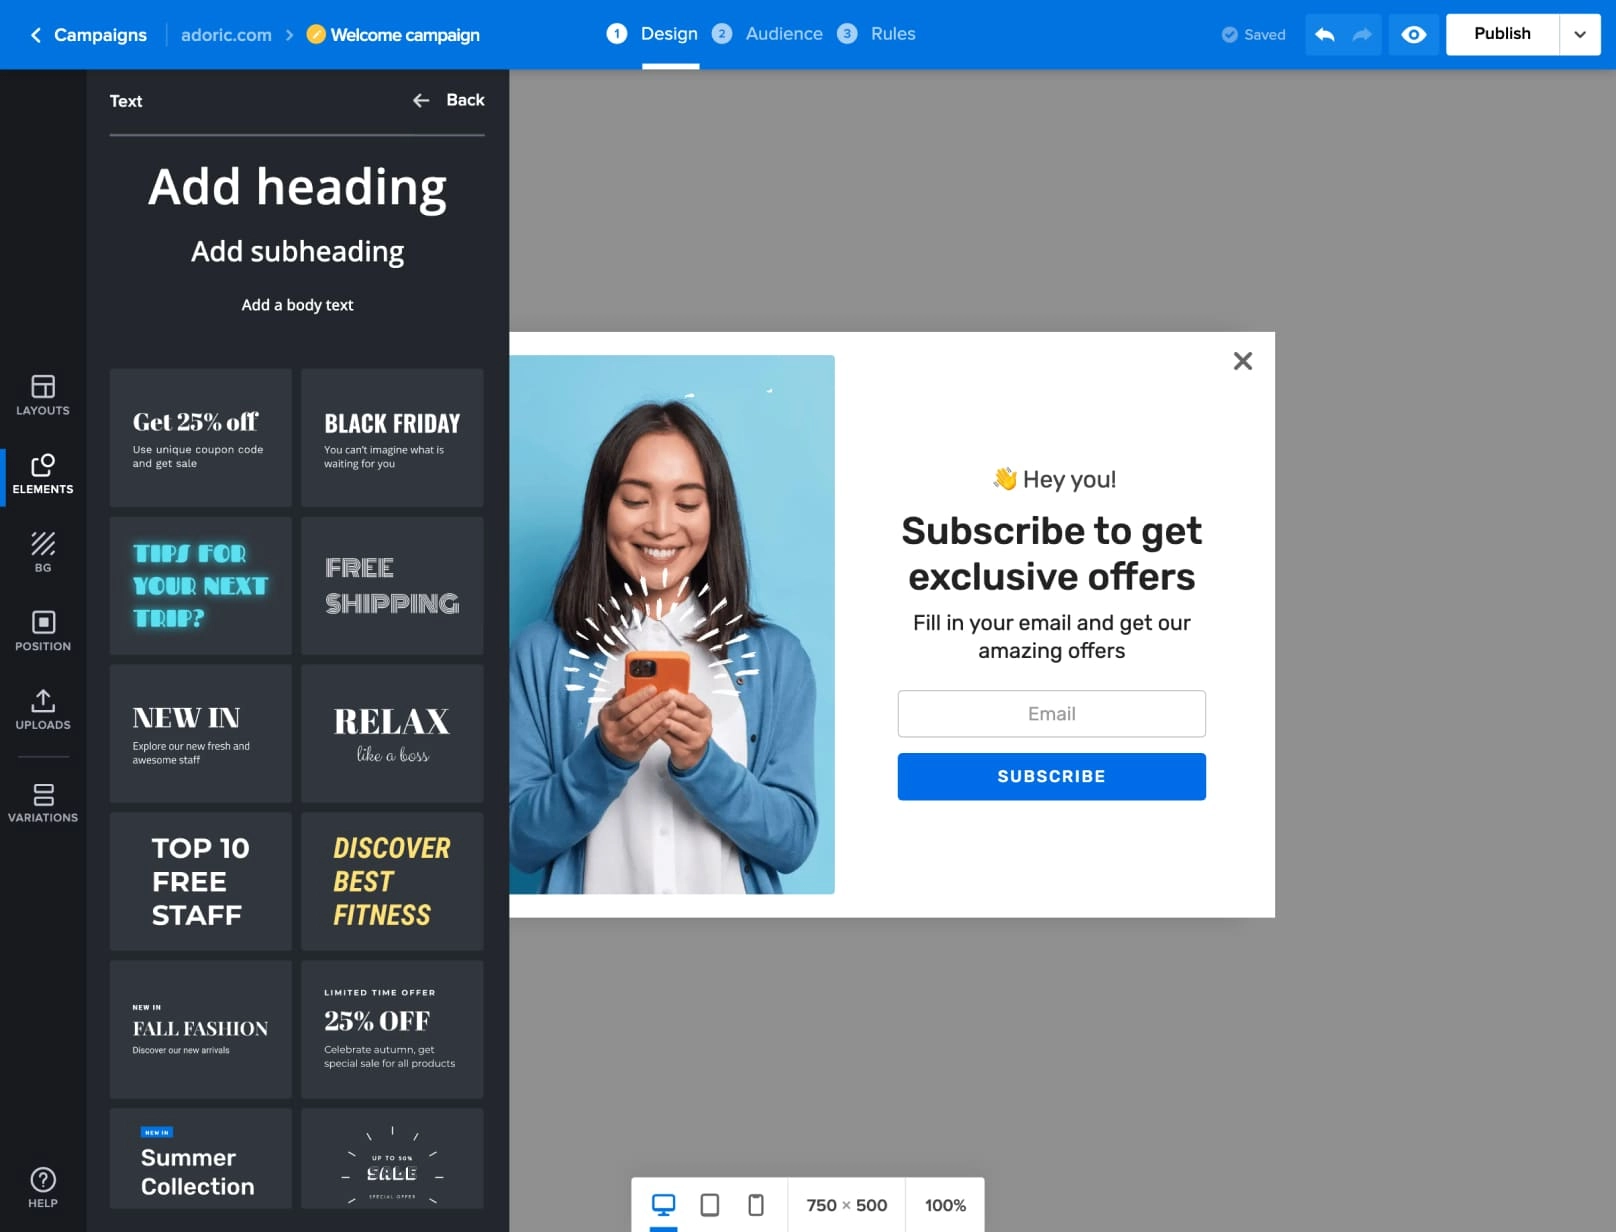 Campaigns
adoric.com
Welcome campaign
1 Design
2 Audience
3 Rules
Saved
Publish
Text
Back
Add heading
Add subheading
Add a body text
LAYOUTS
ELEMENTS
BG
POSITION
UPLOADS
VARIATIONS
HELP
Get 25% off
Use unique coupon code
and get sale
BLACK FRIDAY
You can't imagine what is
waiting for you
TIPS FOR
YOUR NEXT
TRIP?
FREE
SHIPPING
NEW IN
Explore our new fresh and
awesome staff
RELAX
like a boss
TOP 10
FREE
STAFF
DISCOVER
BEST
FITNESS
NEW IN
FALL FASHION
Discover our new arrivals
LIMITED TIME OFFER
25% OFF
Celebrate autumn, get
special sale for all products
NEW IN
Summer
Collection
UP TO 50%
SALE
SPECIAL OFFER
👋 Hey you!
Subscribe to get
exclusive offers
Fill in your email and get our
amazing offers
Email
SUBSCRIBE
750 × 500
100%